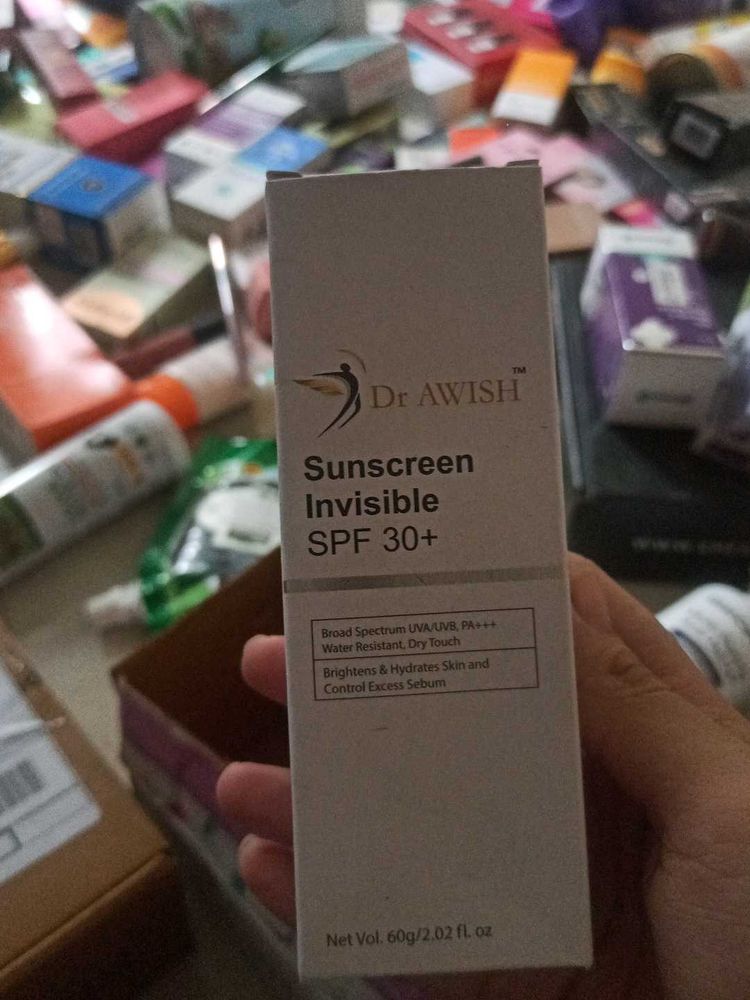 Dr AWISH™
Sunscreen
Invisible
SPF 30+
Broad Spectrum UVA/UVB, PA+++
Water Resistant, Dry Touch
Brightens & Hydrates Skin and
Control Excess Sebum
Net Vol. 60g/2.02 fl. oz